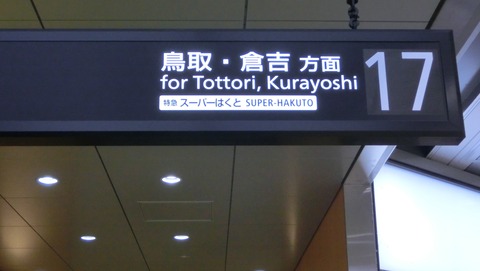 鳥取・倉吉 方面
for Tottori, Kurayoshi
特急 スーパーはくと SUPER-HAKUTO
17